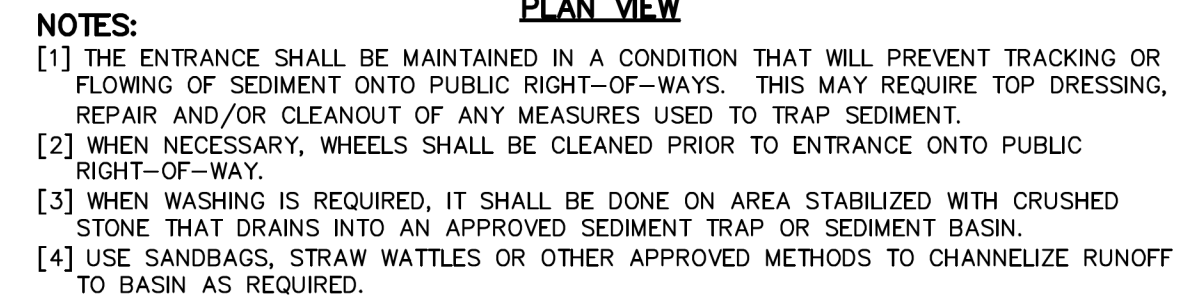 PLAN VIEW
NOTES:
[1] THE ENTRANCE SHALL BE MAINTAINED IN A CONDITION THAT WILL PREVENT TRACKING OR
FLOWING OF SEDIMENT ONTO PUBLIC RIGHT-OF-WAYS. THIS MAY REQUIRE TOP DRESSING,
REPAIR AND/OR CLEANOUT OF ANY MEASURES USED TO TRAP SEDIMENT.
[2] WHEN NECESSARY, WHEELS SHALL BE CLEANED PRIOR TO ENTRANCE ONTO PUBLIC
RIGHT-OF-WAY.
[3] WHEN WASHING IS REQUIRED, IT SHALL BE DONE ON AREA STABILIZED WITH CRUSHED
STONE THAT DRAINS INTO AN APPROVED SEDIMENT TRAP OR SEDIMENT BASIN.
[4] USE SANDBAGS, STRAW WATTLES OR OTHER APPROVED METHODS TO CHANNELIZE RUNOFF
TO BASIN AS REQUIRED.